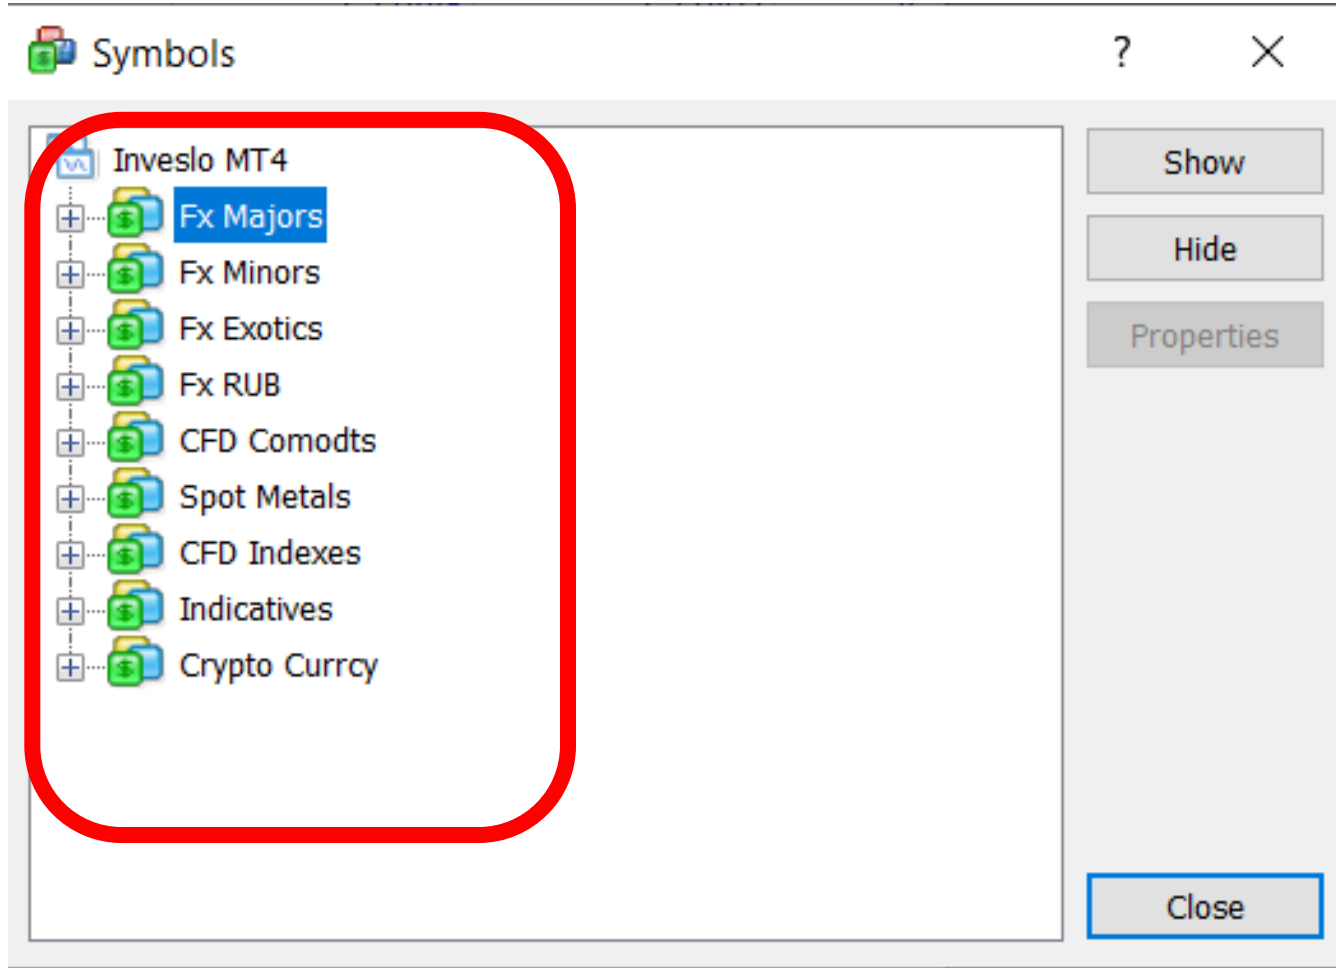 Symbols
?
Inveslo MT4
Fx Majors
Fx Minors
Fx Exotics
Fx RUB
CFD Comodts
Spot Metals
CFD Indexes
Indicatives
Crypto Currcy
Show
Hide
Properties
Close